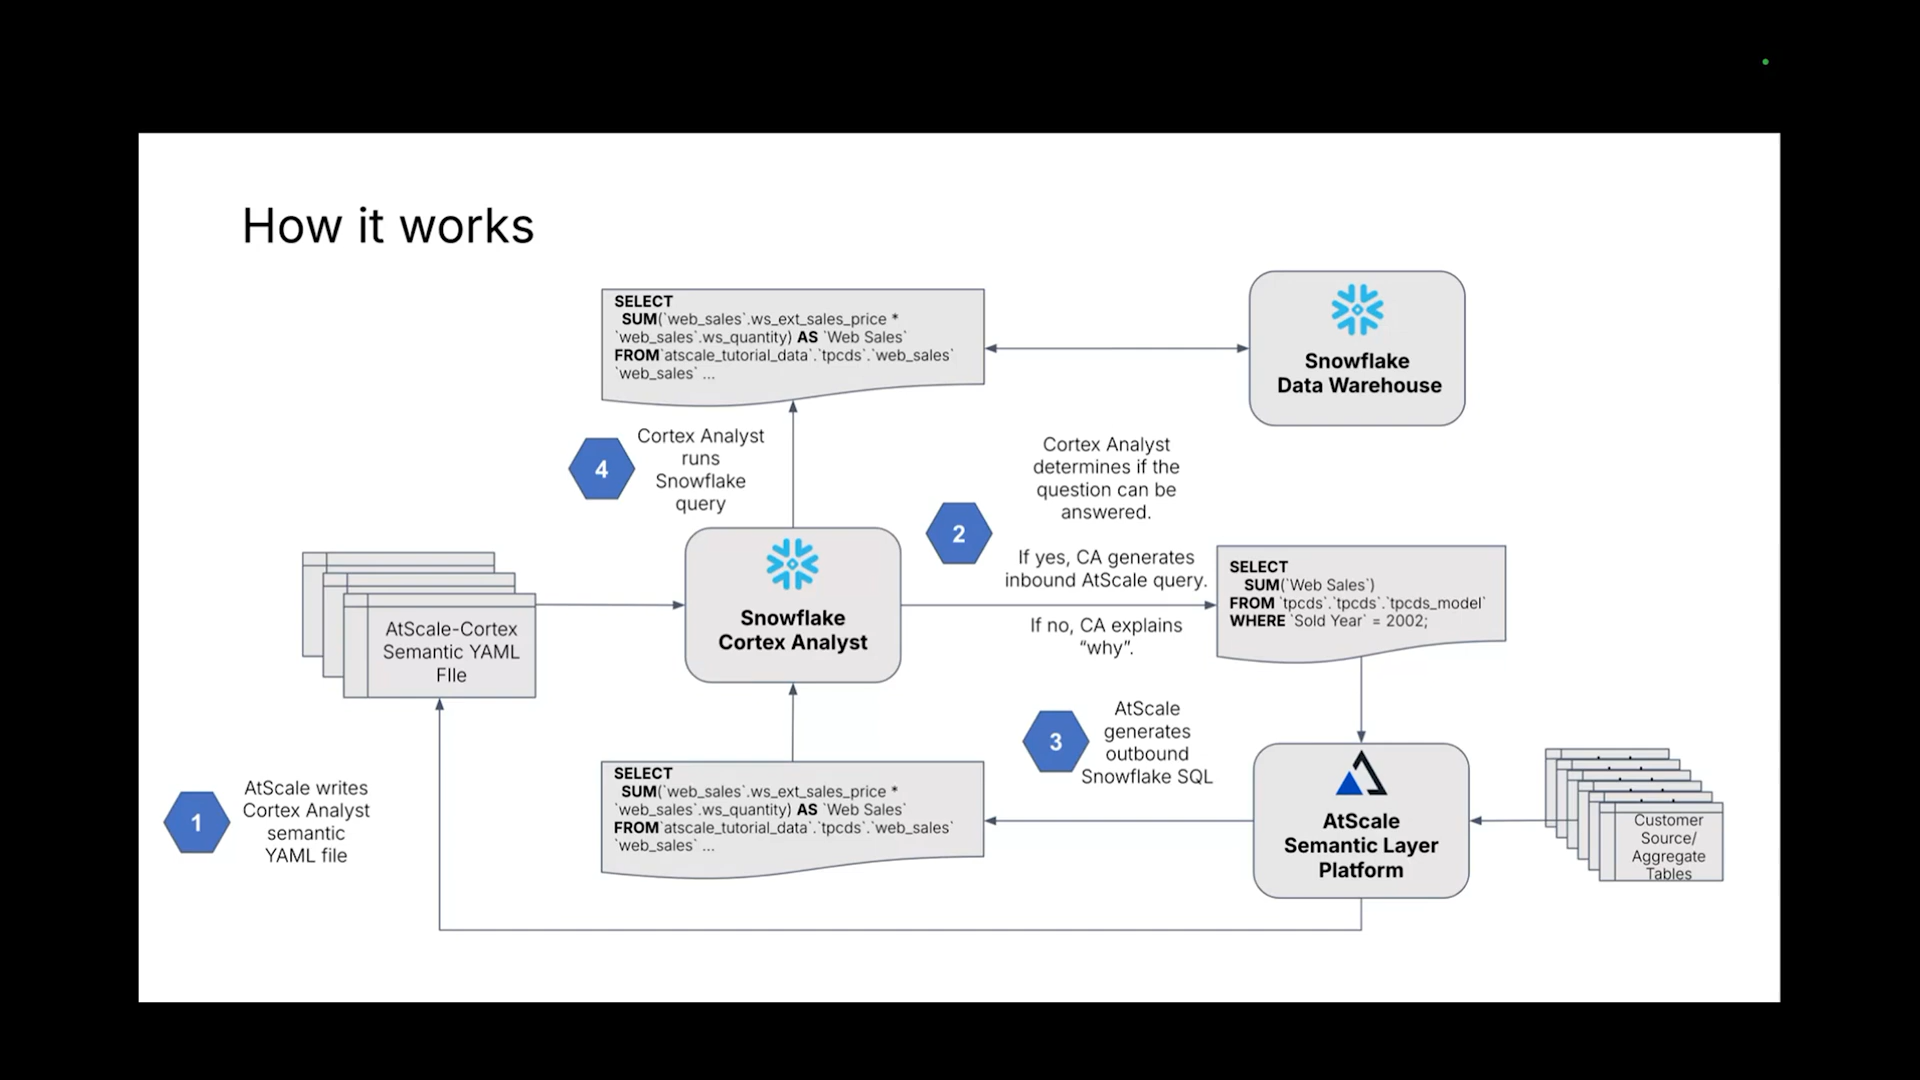 How it works
SELECT
SUM(`web_sales`.ws_ext_sales_price *
`web_sales`.ws_quantity) AS `Web Sales`
FROM`atscale_tutorial_data`.`tpcds`.`web_sales`
`web_sales` ...
Snowflake
Data Warehouse
4
Cortex Analyst
runs
Snowflake
query
2
Cortex Analyst
determines if the
question can be
answered.
If yes, CA generates
inbound AtScale query.
If no, CA explains
“why”.
AtScale-Cortex
Semantic YAML
FIle
Snowflake
Cortex Analyst
SELECT
SUM(`Web Sales`)
FROM `tpcds`.`tpcds`.`tpcds_model`
WHERE `Sold Year` = 2002;
1
AtScale writes
Cortex Analyst
semantic
YAML file
SELECT
SUM(`web_sales`.ws_ext_sales_price *
`web_sales`.ws_quantity) AS `Web Sales`
FROM`atscale_tutorial_data`.`tpcds`.`web_sales`
`web_sales` ...
3
AtScale
generates
outbound
Snowflake SQL
AtScale
Semantic Layer
Platform
Customer
Source/
Aggregate
Tables